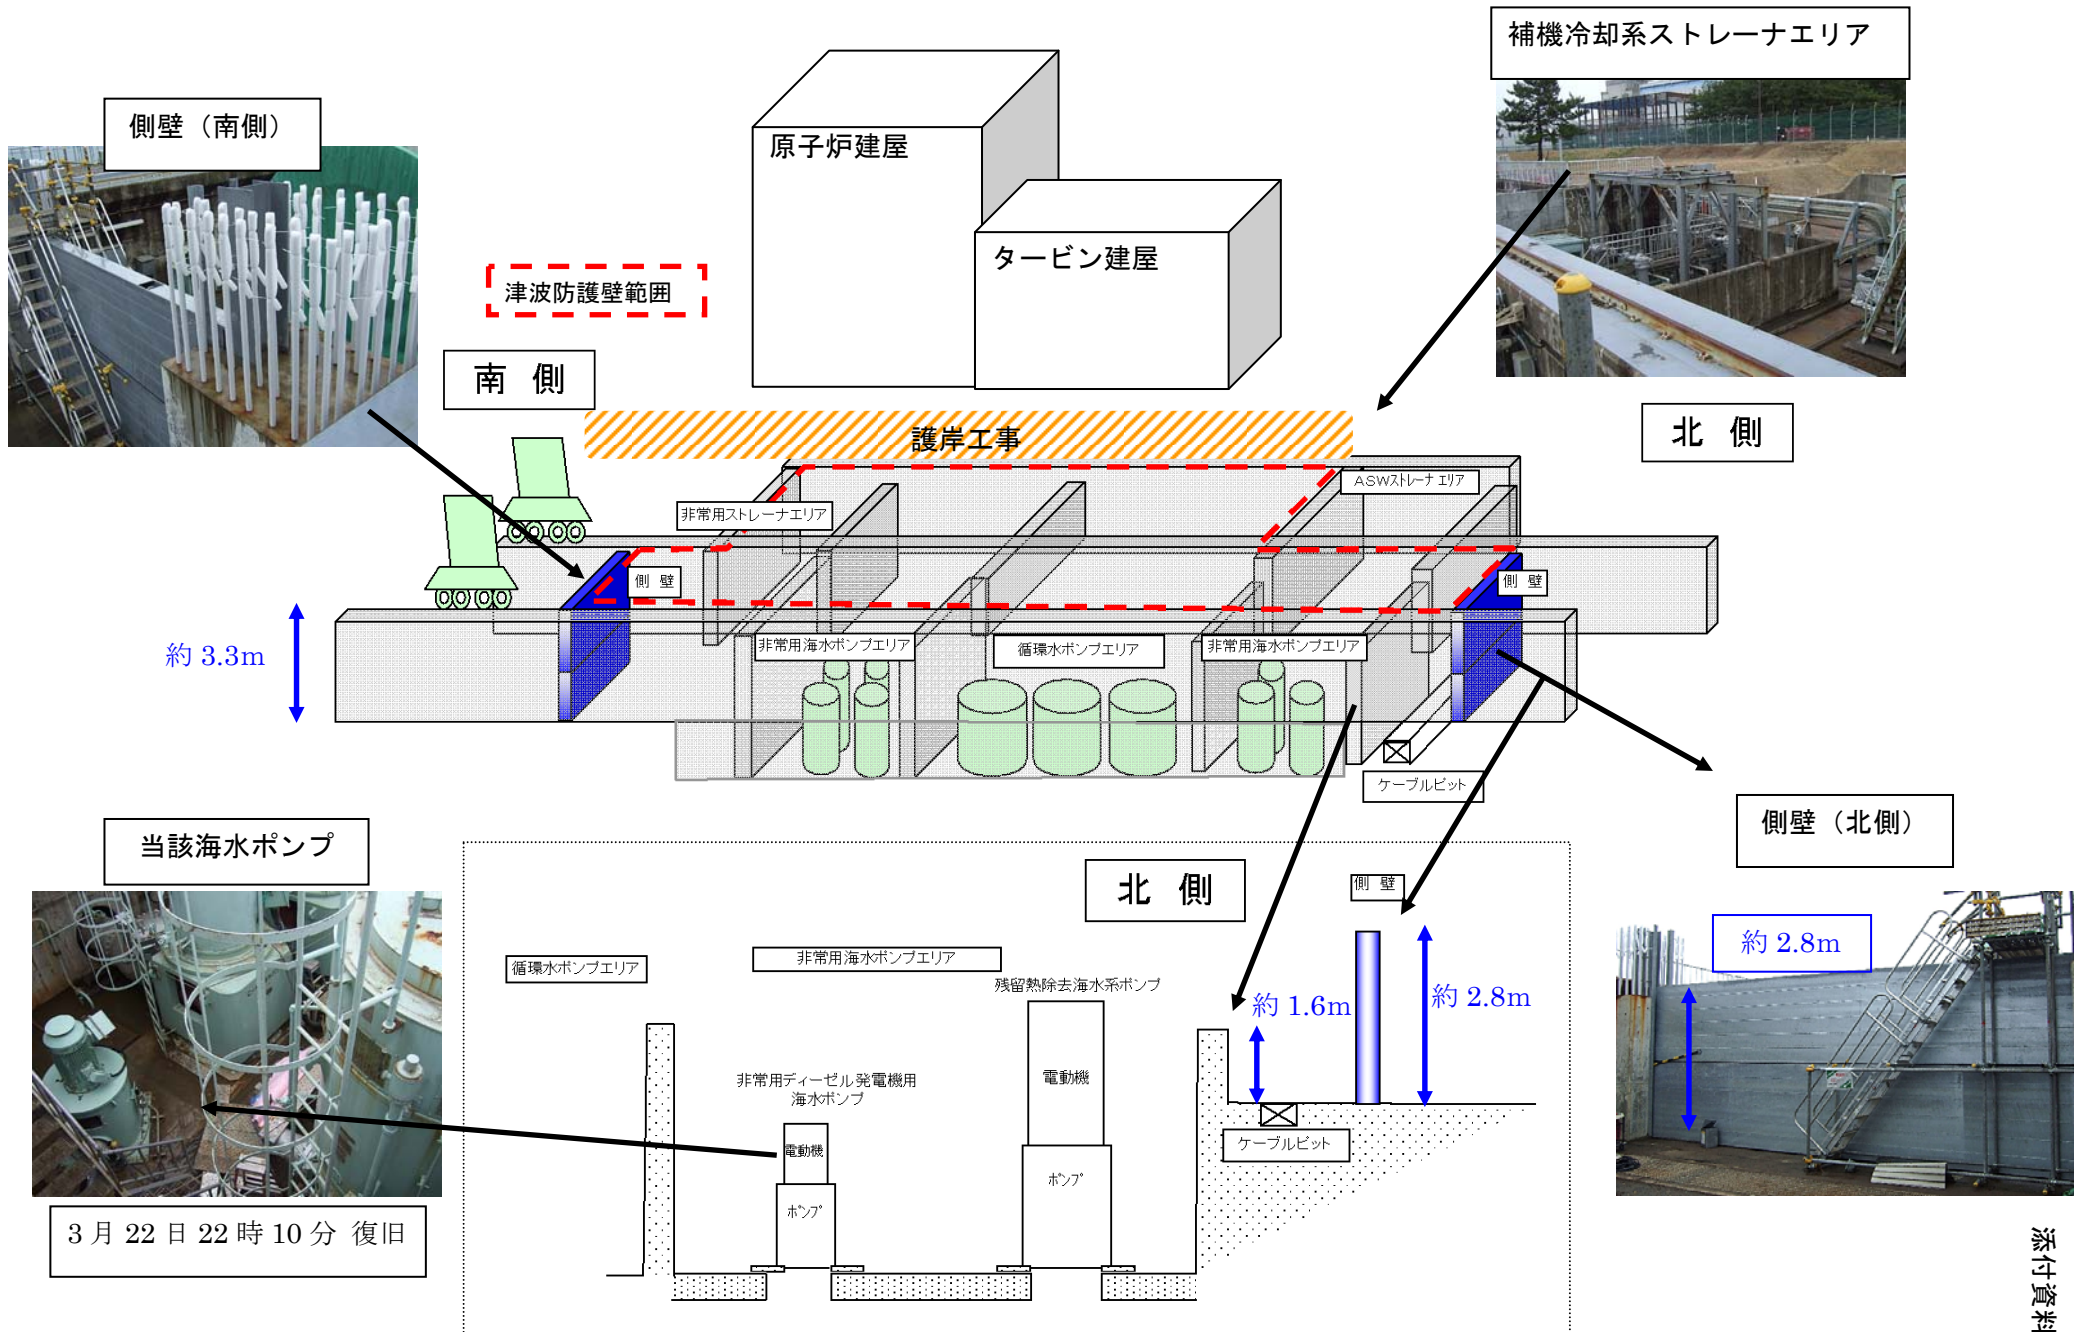 補機冷却系ストレーナエリア
側壁（南側）
原子炉建屋
タービン建屋
津波防護壁範囲
南 側
北 側
護岸工事
ASWストレーナエリア
非常用ストレーナエリア
側 壁
側 壁
約 3.3m
非常用海水ポンプエリア
循環水ポンプエリア
非常用海水ポンプエリア
ケーブルピット
側壁（北側）
当該海水ポンプ
北 側
側 壁
約 2.8m
循環水ポンプエリア
非常用海水ポンプエリア
残留熱除去海水系ポンプ
約 1.6m
約 2.8m
非常用ディーゼル発電機用
海水ポンプ
電動機
電動機
ケーブルピット
ポンプ
ポンプ
3 月 22 日 22 時 10 分 復旧
添付資料